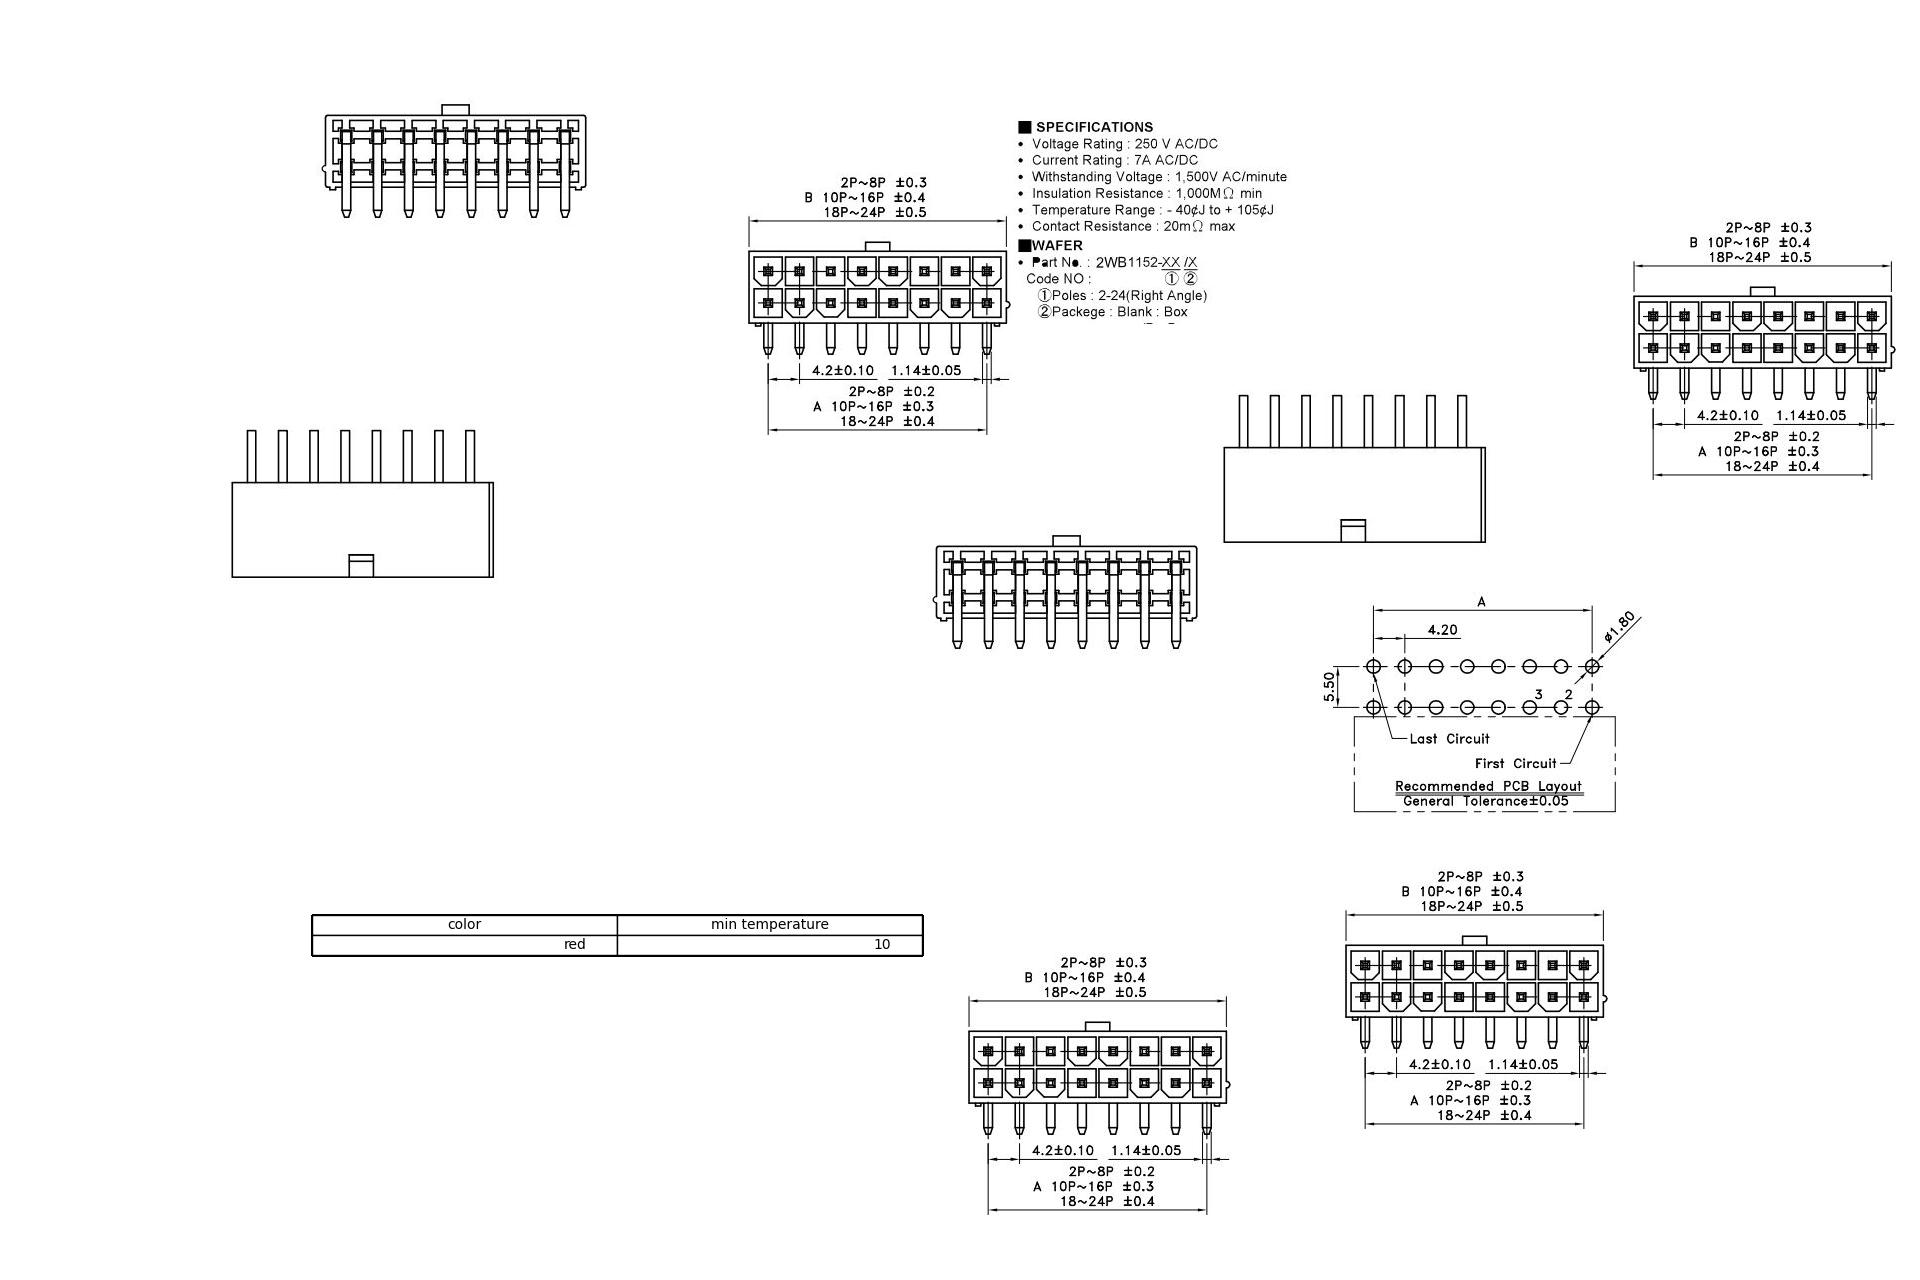 ■ SPECIFICATIONS
• Voltage Rating : 250 V AC/DC
• Current Rating : 7A AC/DC
• Withstanding Voltage : 1,500V AC/minute
• Insulation Resistance : 1,000MΩ min
• Temperature Range : - 40¢J to + 105¢J
• Contact Resistance : 20mΩ max
■WAFER
• Part No. : 2WB1152-XX /X
Code NO : ① ②
①Poles : 2-24(Right Angle)
②Packege : Blank : Box
2P~8P ±0.3
B 10P~16P ±0.4
18P~24P ±0.5
4.2±0.10 1.14±0.05
2P~8P ±0.2
A 10P~16P ±0.3
18~24P ±0.4
2P~8P ±0.3
B 10P~16P ±0.4
18P~24P ±0.5
4.2±0.10 1.14±0.05
2P~8P ±0.2
A 10P~16P ±0.3
18~24P ±0.4
A
4.20
ø1.80
5.50
3 2
Last Circuit
First Circuit
Recommended PCB Layout
General Tolerance±0.05
color min temperature
red 10
2P~8P ±0.3
B 10P~16P ±0.4
18P~24P ±0.5
4.2±0.10 1.14±0.05
2P~8P ±0.2
A 10P~16P ±0.3
18~24P ±0.4
2P~8P ±0.3
B 10P~16P ±0.4
18P~24P ±0.5
4.2±0.10 1.14±0.05
2P~8P ±0.2
A 10P~16P ±0.3
18~24P ±0.4